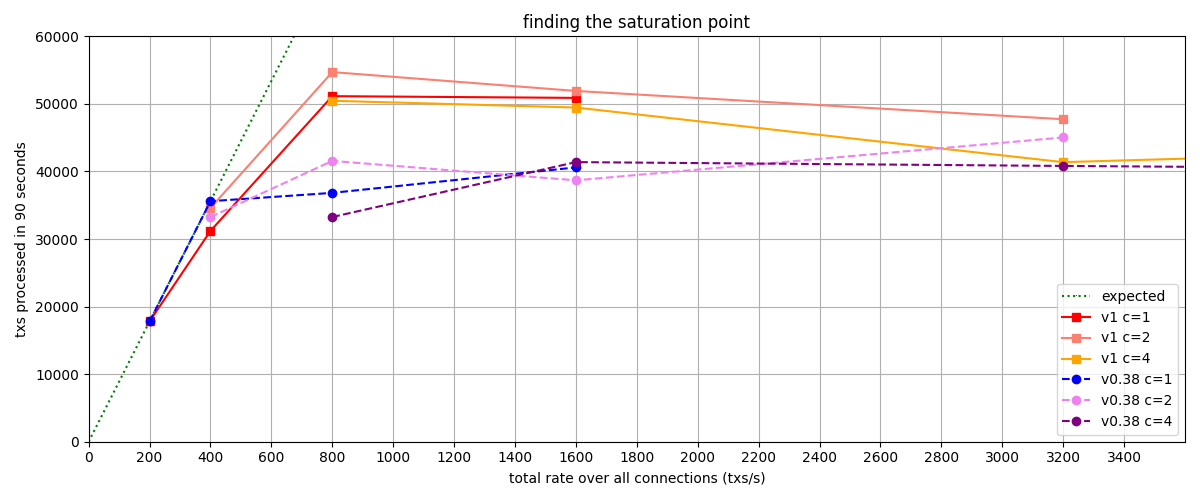 finding the saturation point
txs processed in 90 seconds
60000
50000
40000
30000
20000
10000
0
0 200 400 600 800 1000 1200 1400 1600 1800 2000 2200 2400 2600 2800 3000 3200 3400
total rate over all connections (txs/s)
expected
v1 c=1
v1 c=2
v1 c=4
v0.38 c=1
v0.38 c=2
v0.38 c=4